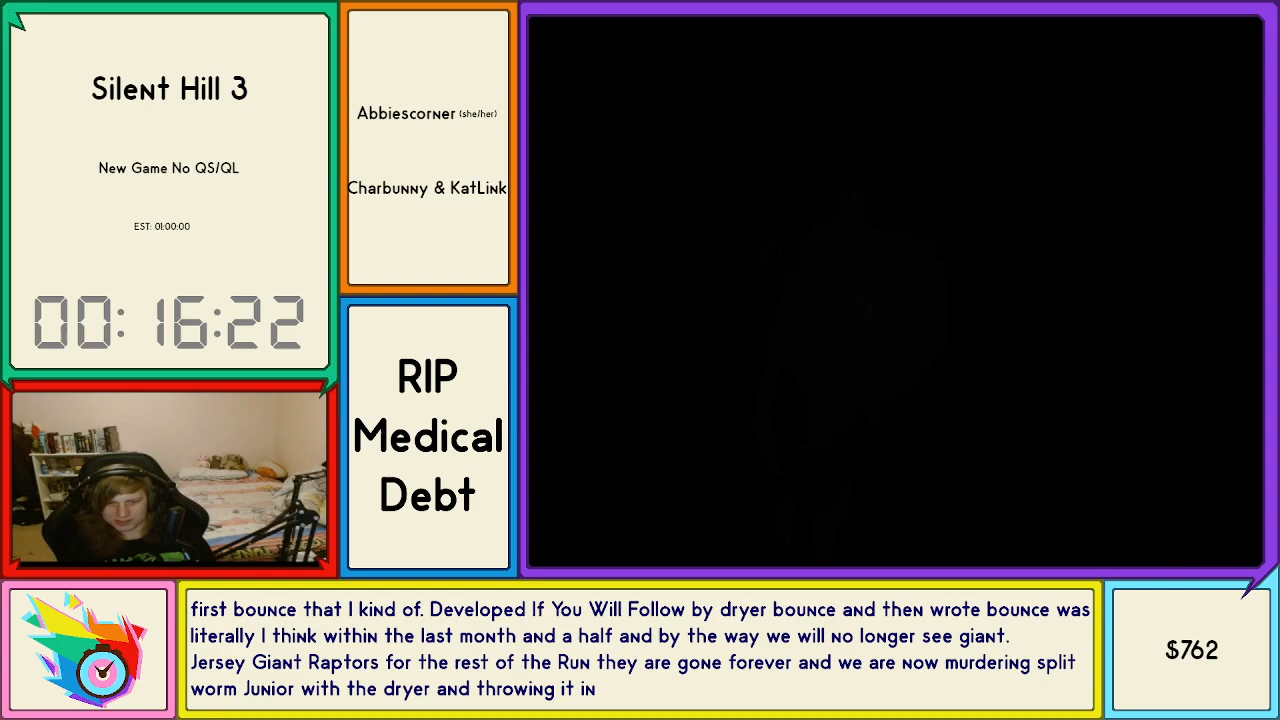 Silent Hill 3
New Game No QS/QL
EST: 01:00:00
00:16:22
Abbiescorner (she/her)
Charbunny & KatLink
RIP
Medical
Debt
first bounce that I kind of. Developed If You Will Follow by dryer bounce and then wrote bounce was
literally I think within the last month and a half and by the way we will no longer see giant.
Jersey Giant Raptors for the rest of the Run they are gone forever and we are now murdering split
worm Junior with the dryer and throwing it in
$762